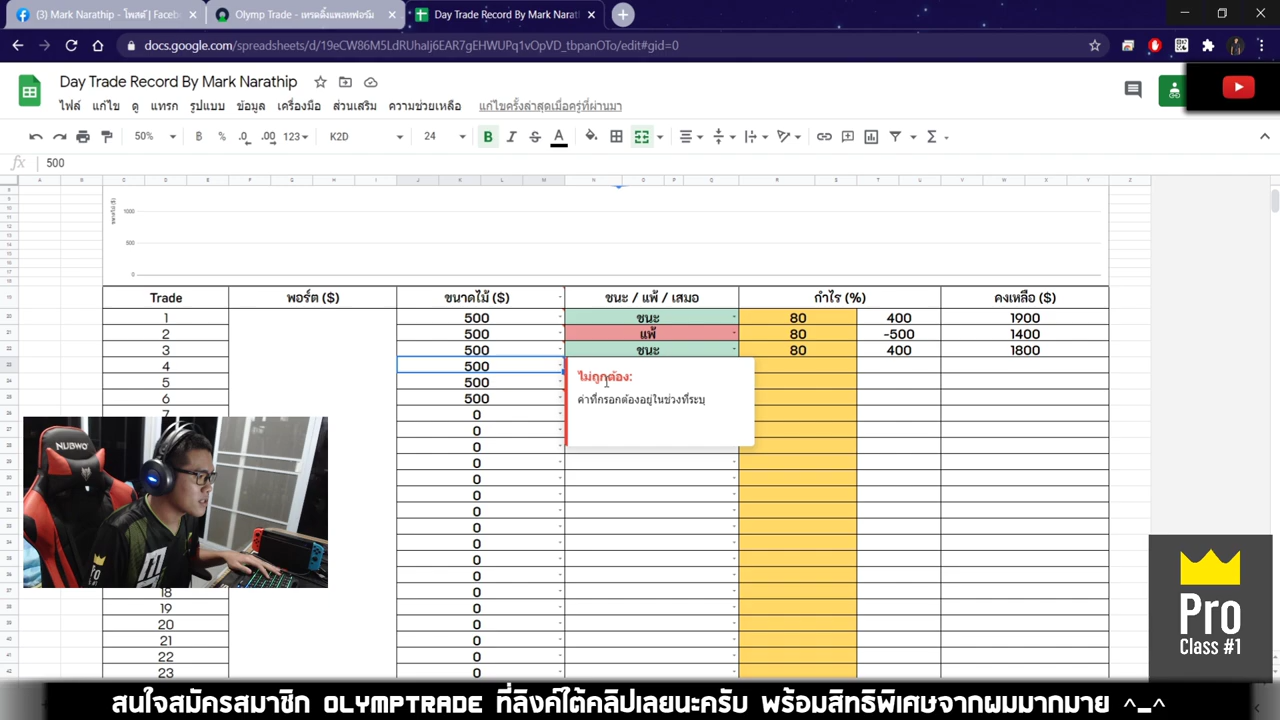 (3) Mark Narathip - โพสต์ | Faceb
Olymp Trade - เทรดดิ้งแพลทฟอร์ม
Day Trade Record By Mark Narat
docs.google.com/spreadsheets/d/19eCW86M5LdRUhaIj6EAR7gEHWUPq1vOpVD_tbpanOTo/edit#gid=0
Day Trade Record By Mark Narathip
ไฟล์ แก้ไข ดู แทรก รูปแบบ ข้อมูล เครื่องมือ ส่วนเสริม ความช่วยเหลือ แก้ไขครั้งล่าสุดเมื่อครู่ที่ผ่านมา
50% ฿ % .0 .00 123 K2D 24 B I S A Σ
fx 500
1000
500
0
Trade พอร์ต ($) ขนาดไม้ ($) ชนะ / แพ้ / เสมอ กำไร (%) คงเหลือ ($)
1 500 ชนะ 80 400 1900
2 500 แพ้ 80 -500 1400
3 500 ชนะ 80 400 1800
4 500
ไม่ถูกต้อง:
5 500
6 500
ค่าที่กรอกต้องอยู่ในช่วงที่ระบุ
7 0
0
0
0
0
0
0
0
0
0
0
18 0
19 0
20 0
21 0
22 0
23 0
NUBWO
Pro
Class #1
สนใจสมัครสมาชิก OLYMPTRADE ที่ลิงค์ใต้คลิปเลยนะครับ พร้อมสิทธิพิเศษจากผมมากมาย ^_^